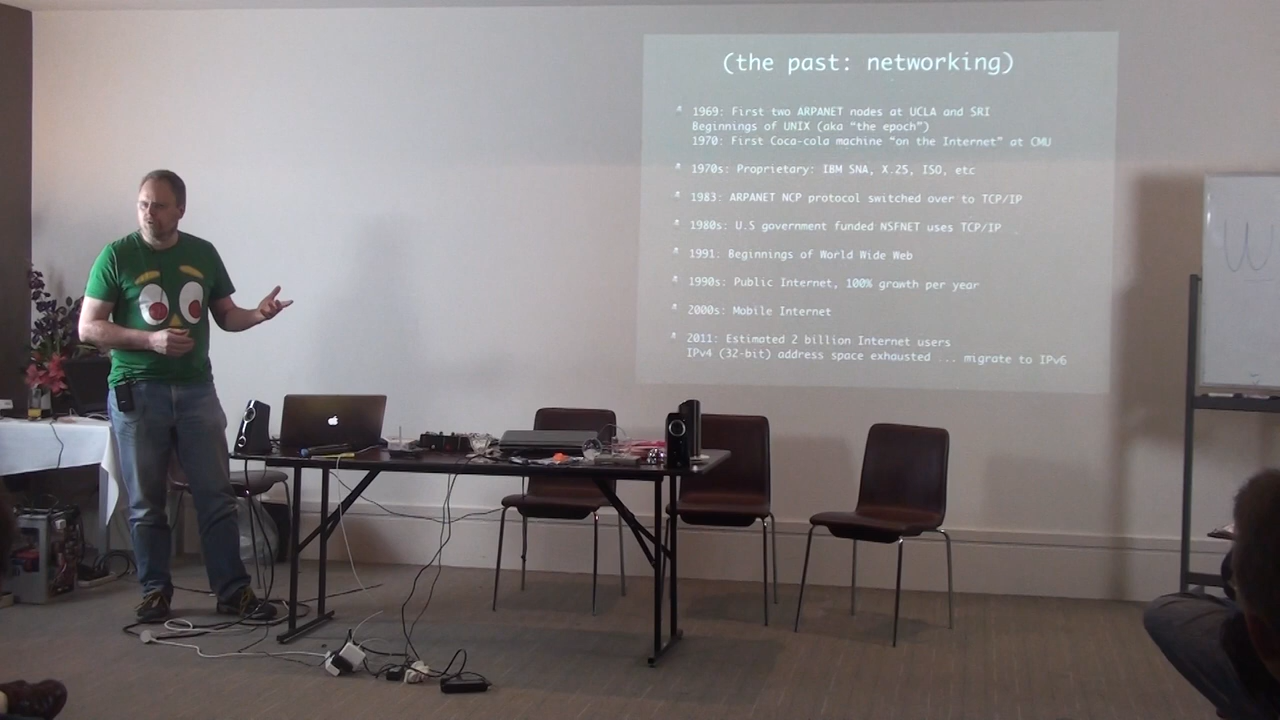 (the past: networking)
1969: First two ARPANET nodes at UCLA and SRI
Beginnings of UNIX (aka “the epoch”)
1970: First Coca-cola machine “on the Internet” at CMU
1970s: Proprietary: IBM SNA, X.25, ISO, etc
1983: ARPANET NCP protocol switched over to TCP/IP
1980s: U.S government funded NSFNET uses TCP/IP
1991: Beginnings of World Wide Web
1990s: Public Internet, 100% growth per year
2000s: Mobile Internet
2011: Estimated 2 billion Internet users
IPv4 (32-bit) address space exhausted ... migrate to IPv6